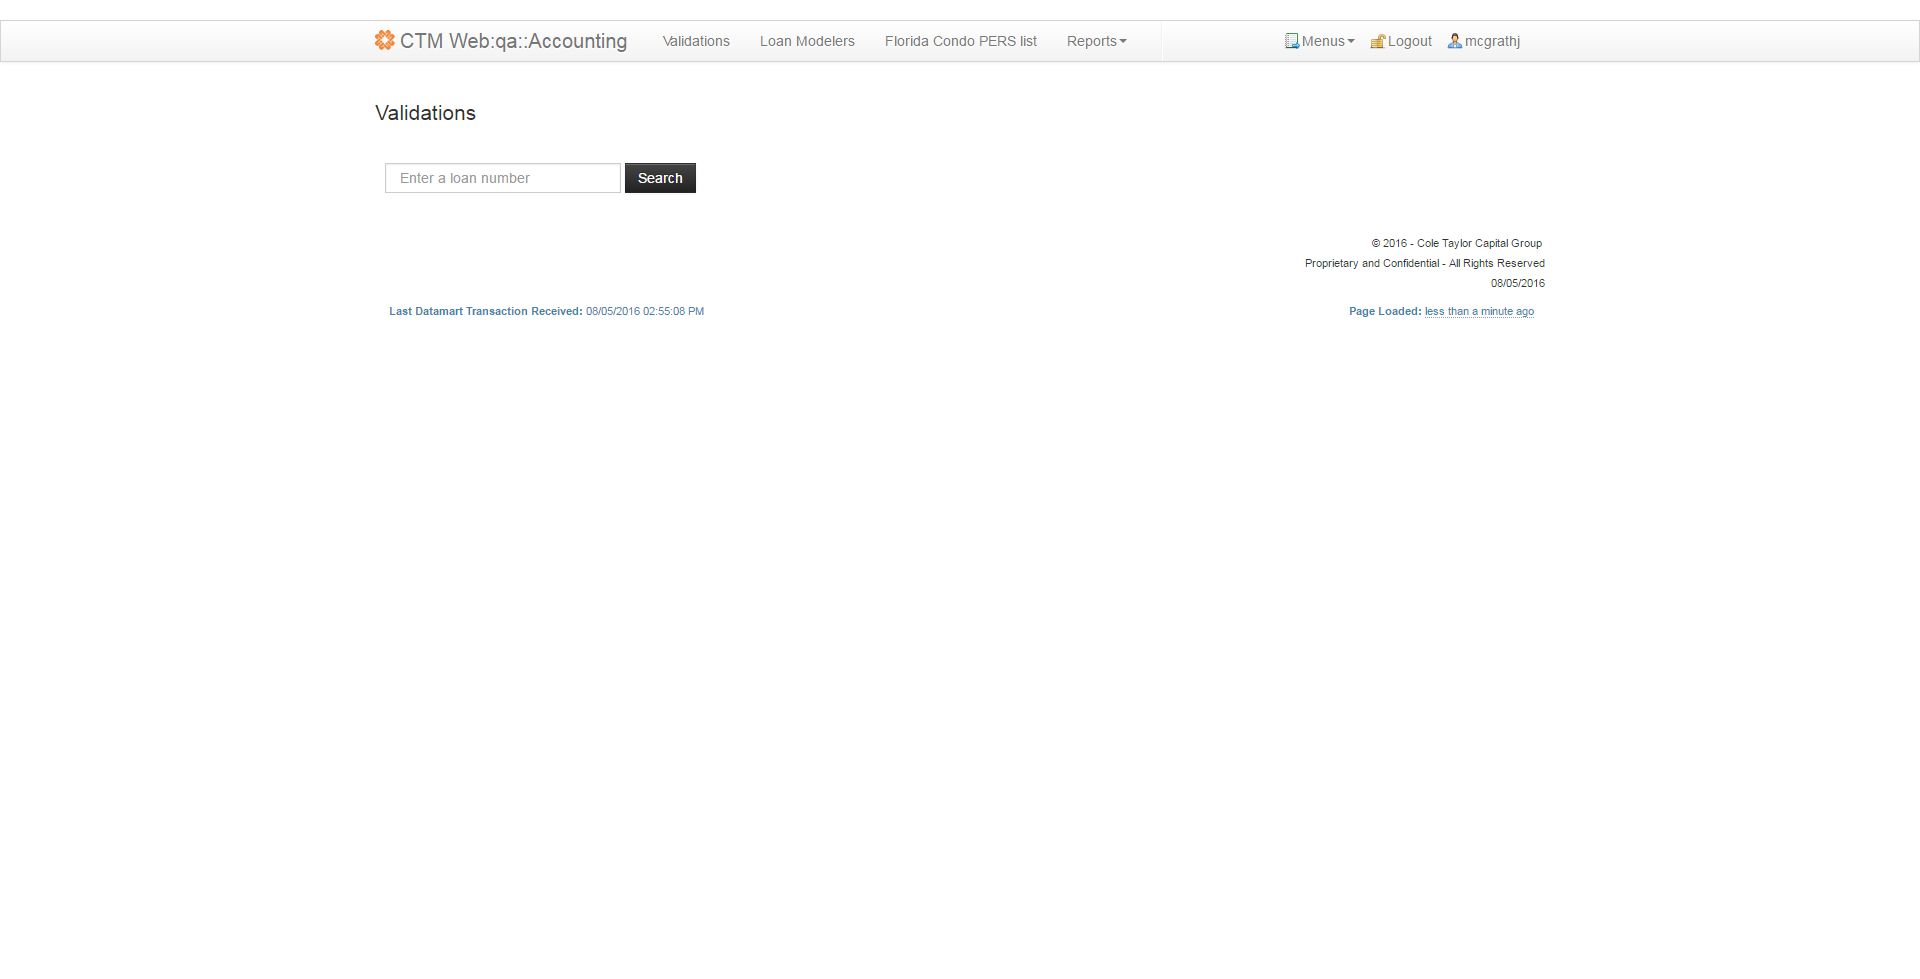 CTM Web:qa::Accounting Validations Loan Modelers Florida Condo PERS list Reports Menus Logout mcgrathj
Validations
Enter a loan number Search
© 2016 - Cole Taylor Capital Group
Proprietary and Confidential - All Rights Reserved
08/05/2016
Last Datamart Transaction Received: 08/05/2016 02:55:08 PM Page Loaded: less than a minute ago